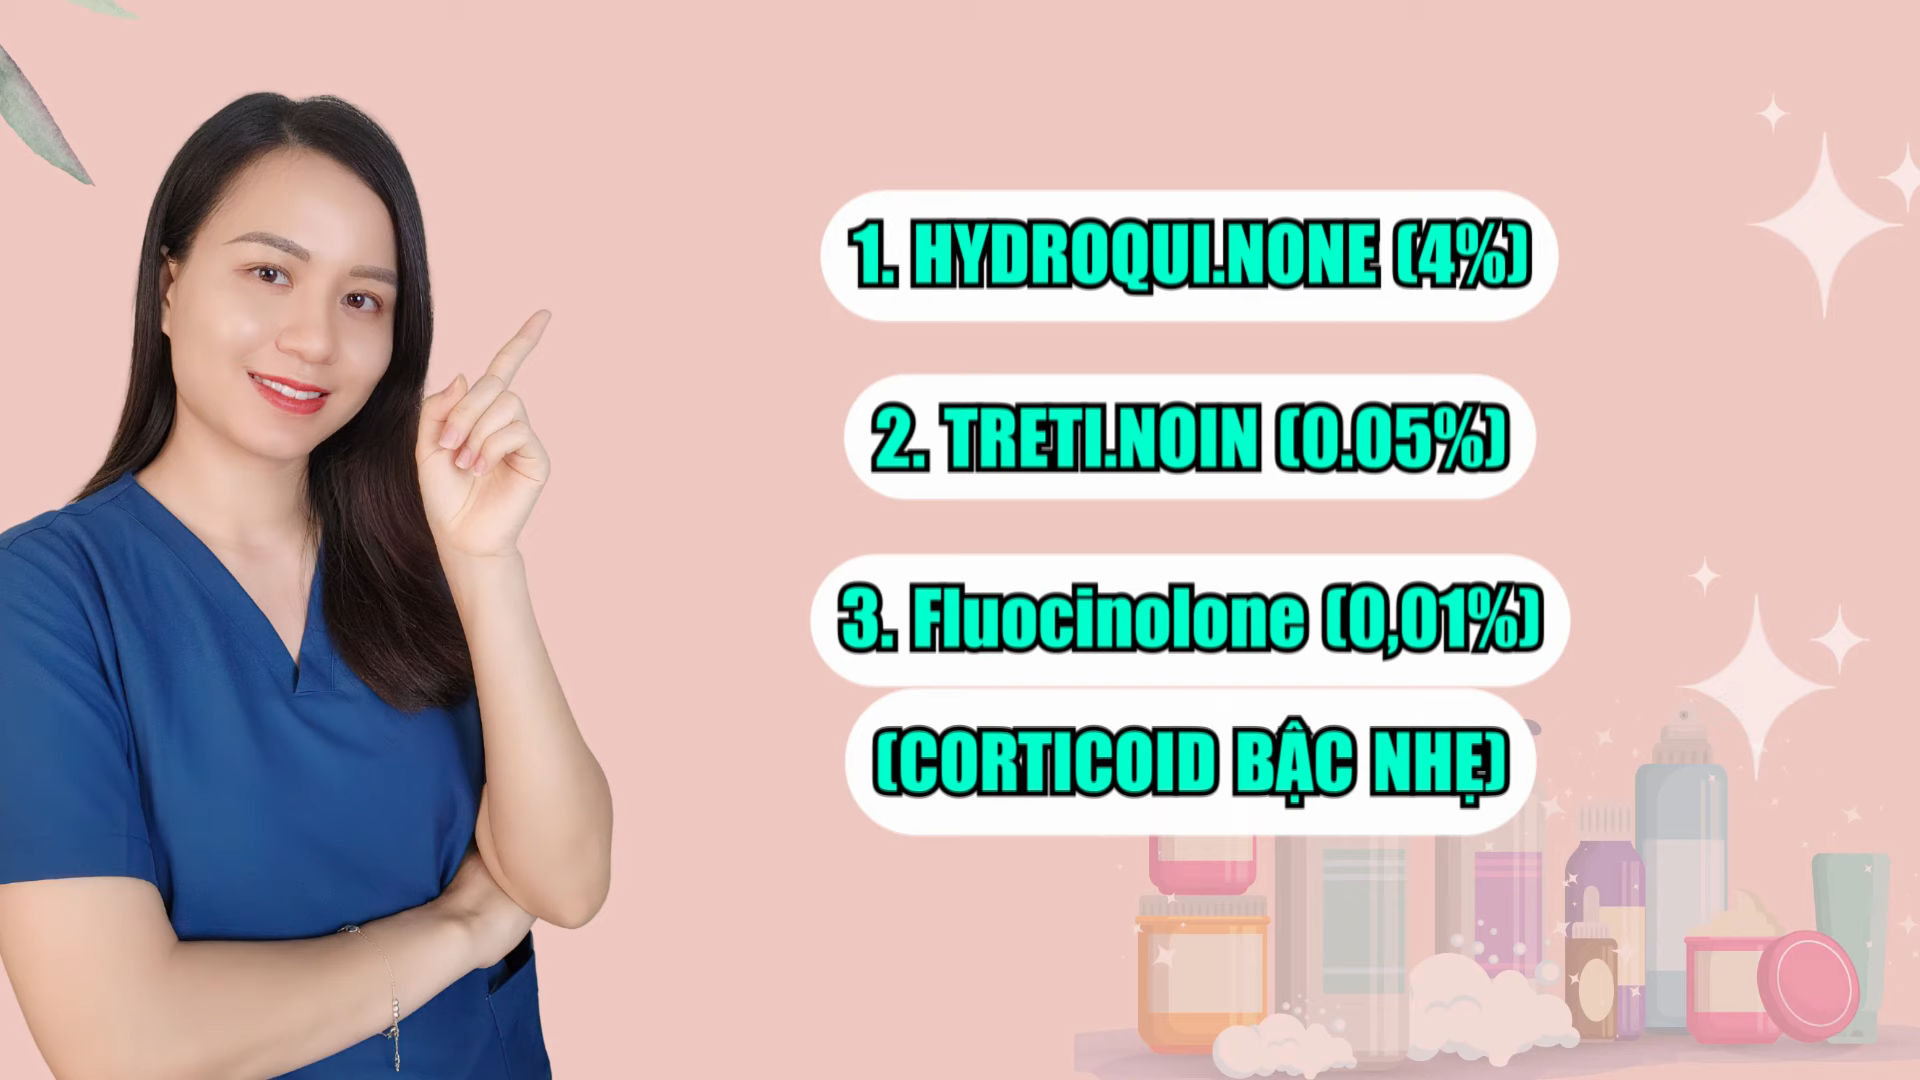 1. HYDROQUI.NONE (4%)
2. TRETI.NOIN (0.05%)
3. Fluocinolone (0,01%)
(CORTICOID BẬC NHẸ)